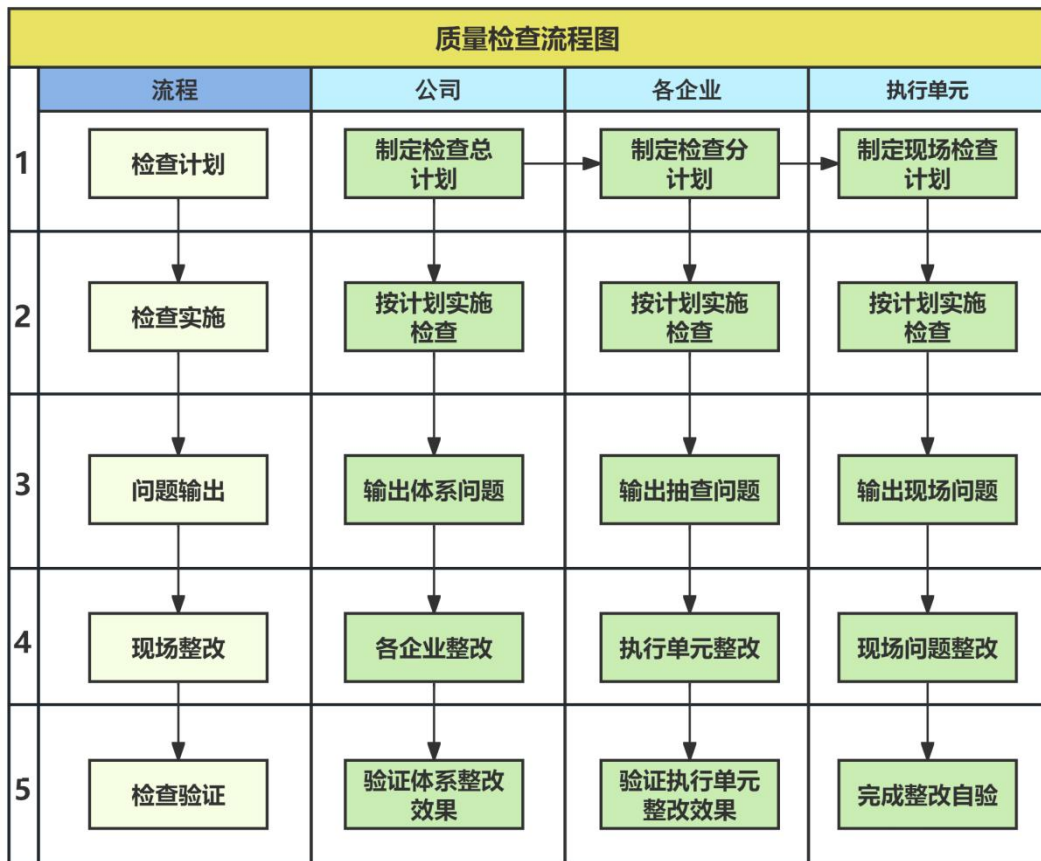 质量检查流程图
流程
公司
各企业
执行单元
1
检查计划
制定检查总
计划
制定检查分
计划
制定现场检查
计划
2
检查实施
按计划实施
检查
按计划实施
检查
按计划实施
检查
3
问题输出
输出体系问题
输出抽查问题
输出现场问题
4
现场整改
各企业整改
执行单元整改
现场问题整改
5
检查验证
验证体系整改
效果
验证执行单元
整改效果
完成整改自验